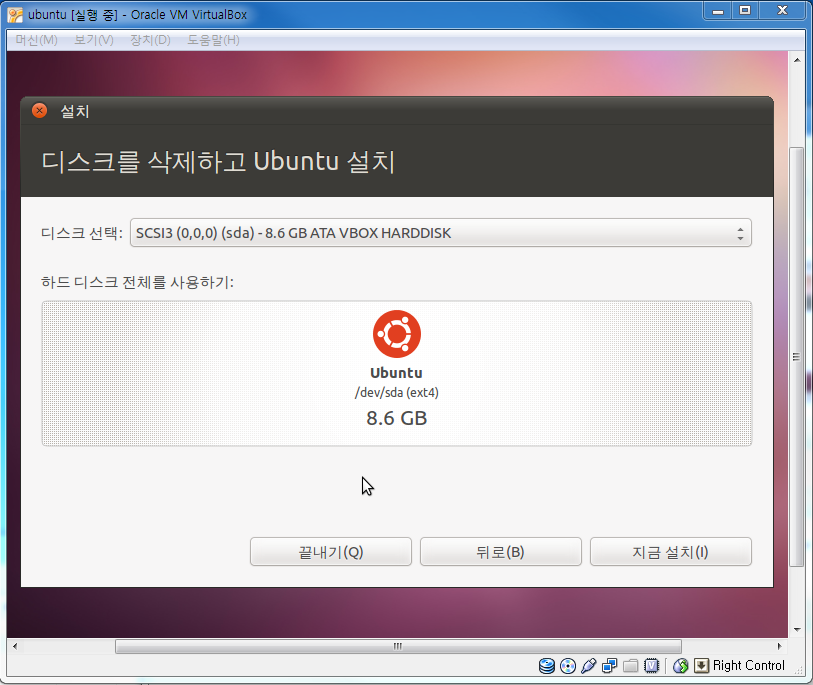 ubuntu [실행 중] - Oracle VM VirtualBox
머신(M) 보기(V) 장치(D) 도움말(H)
설치
디스크를 삭제하고 Ubuntu 설치
디스크 선택: SCSI3 (0,0,0) (sda) - 8.6 GB ATA VBOX HARDDISK
하드 디스크 전체를 사용하기:
Ubuntu
/dev/sda (ext4)
8.6 GB
끝내기(Q) 뒤로(B) 지금 설치(I)
Right Control